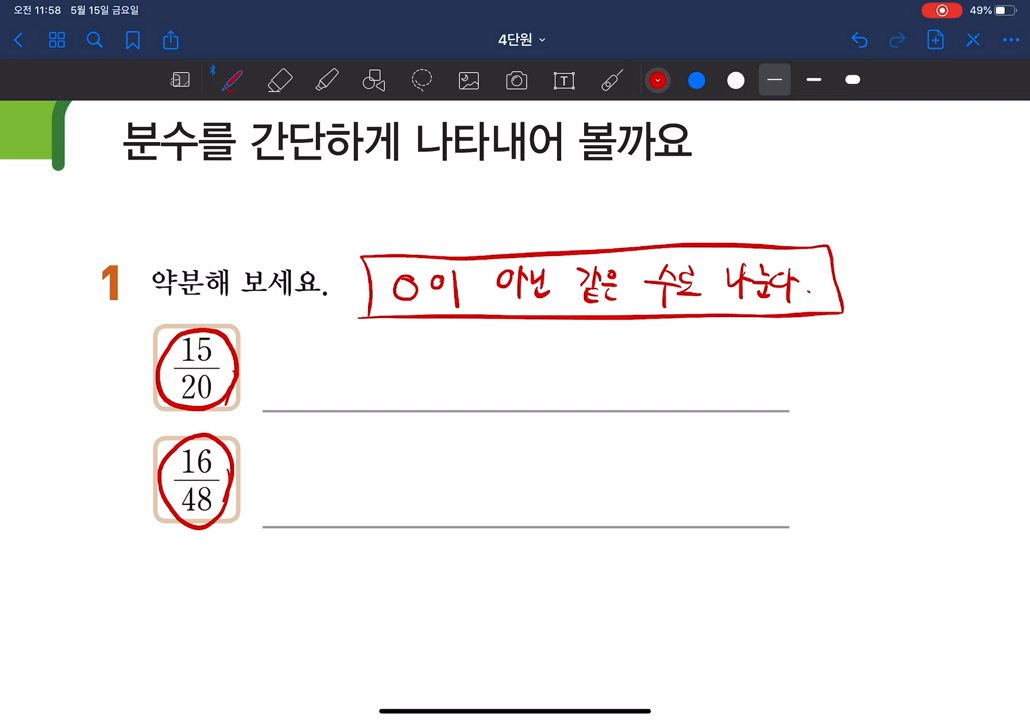 오전 11:58 5월 15일 금요일
49%
4단원
분수를 간단하게 나타내어 볼까요
1 약분해 보세요. 0이 아닌 같은 수로 나눈다.
15
20
16
48